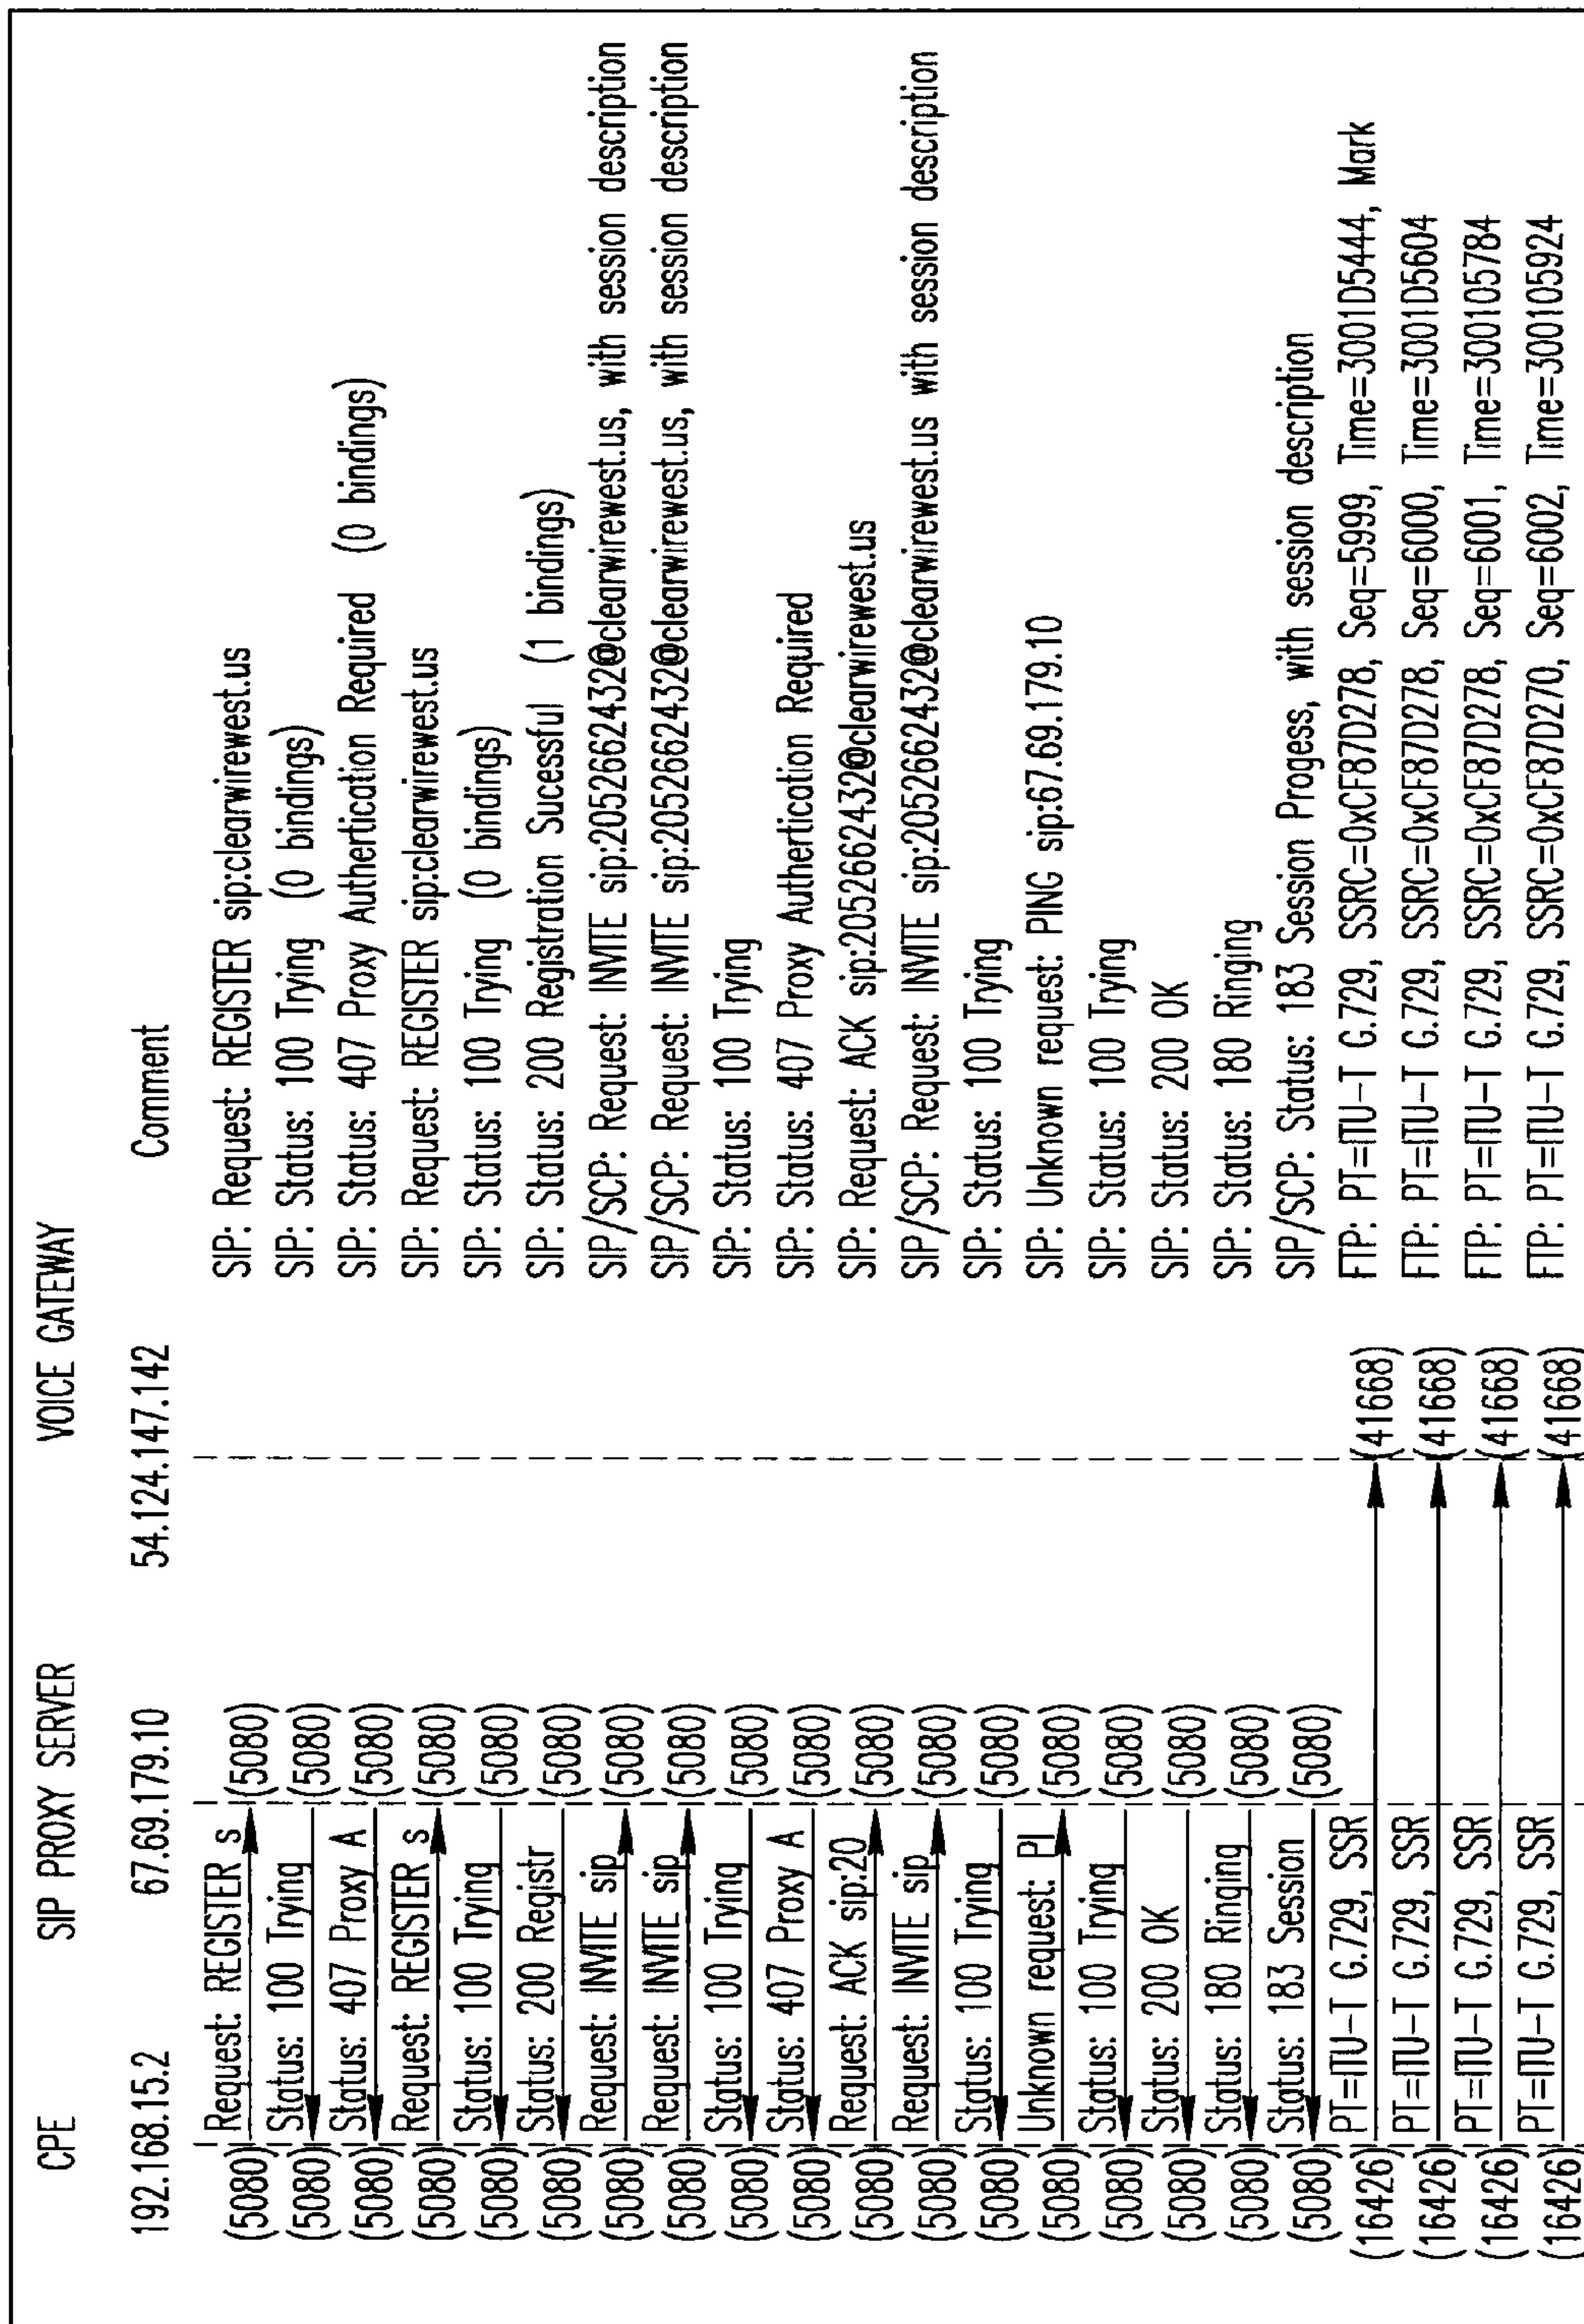 CPE SIP PROXY SERVER VOICE GATEWAY
192.168.15.2 67.69.179.10 54.124.147.142 Comment
(5080) Request: REGISTER s (5080) SIP: Request: REGISTER sip:clearwirewest.us
(5080) Status: 100 Trying (5080) SIP: Status: 100 Trying (0 bindings)
(5080) Status: 407 Proxy A (5080) SIP: Status: 407 Proxy Authertication Required (0 bindings)
(5080) Request: REGISTER s (5080) SIP: Request: REGISTER sip:clearwirewest.us
(5080) Status: 100 Trying (5080) SIP: Status: 100 Trying (0 bindings)
(5080) Status: 200 Registr (5080) SIP: Status: 200 Registration Sucessful (1 bindings)
(5080) Request: INVITE sip (5080) SIP/SCP: Request: INVITE sip:2052662432@clearwirewest.us, with session description
(5080) Request: INVITE sip (5080) SIP/SCP: Request: INVITE sip:2052662432@clearwirewest.us, with session description
(5080) Status: 100 Trying (5080) SIP: Status: 100 Trying
(5080) Status: 407 Proxy A (5080) SIP: Status: 407 Proxy Authertication Required
(5080) Request: ACK sip:20 (5080) SIP: Request: ACK sip:2052662432@clearwirewest.us
(5080) Request: INVITE sip (5080) SIP/SCP: Request: INVITE sip:2052662432@clearwirewest.us with session description
(5080) Status: 100 Trying (5080) SIP: Status: 100 Trying
(5080) Unknown request: PI (5080) SIP: Unknown request: PING sip:67.69.179.10
(5080) Status: 100 Trying (5080) SIP: Status: 100 Trying
(5080) Status: 200 OK (5080) SIP: Status: 200 OK
(5080) Status: 180 Ringing (5080) SIP: Status: 180 Ringing
(5080) Status: 183 Session (5080) SIP/SCP: Status: 183 Session Progess, with session description
(16426) PT=ITU-T G.729, SSR (41668) FTP: PT=ITU-T G.729, SSRC=0xCF87D278, Seq=5999, Time=3001D5444, Mark
(16426) PT=ITU-T G.729, SSR (41668) FTP: PT=ITU-T G.729, SSRC=0xCF87D278, Seq=6000, Time=3001D5604
(16426) PT=ITU-T G.729, SSR (41668) FTP: PT=ITU-T G.729, SSRC=0xCF87D278, Seq=6001, Time=300105784
(16426) PT=ITU-T G.729, SSR (41668) FTP: PT=ITU-T G.729, SSRC=0xCF87D270, Seq=6002, Time=300105924